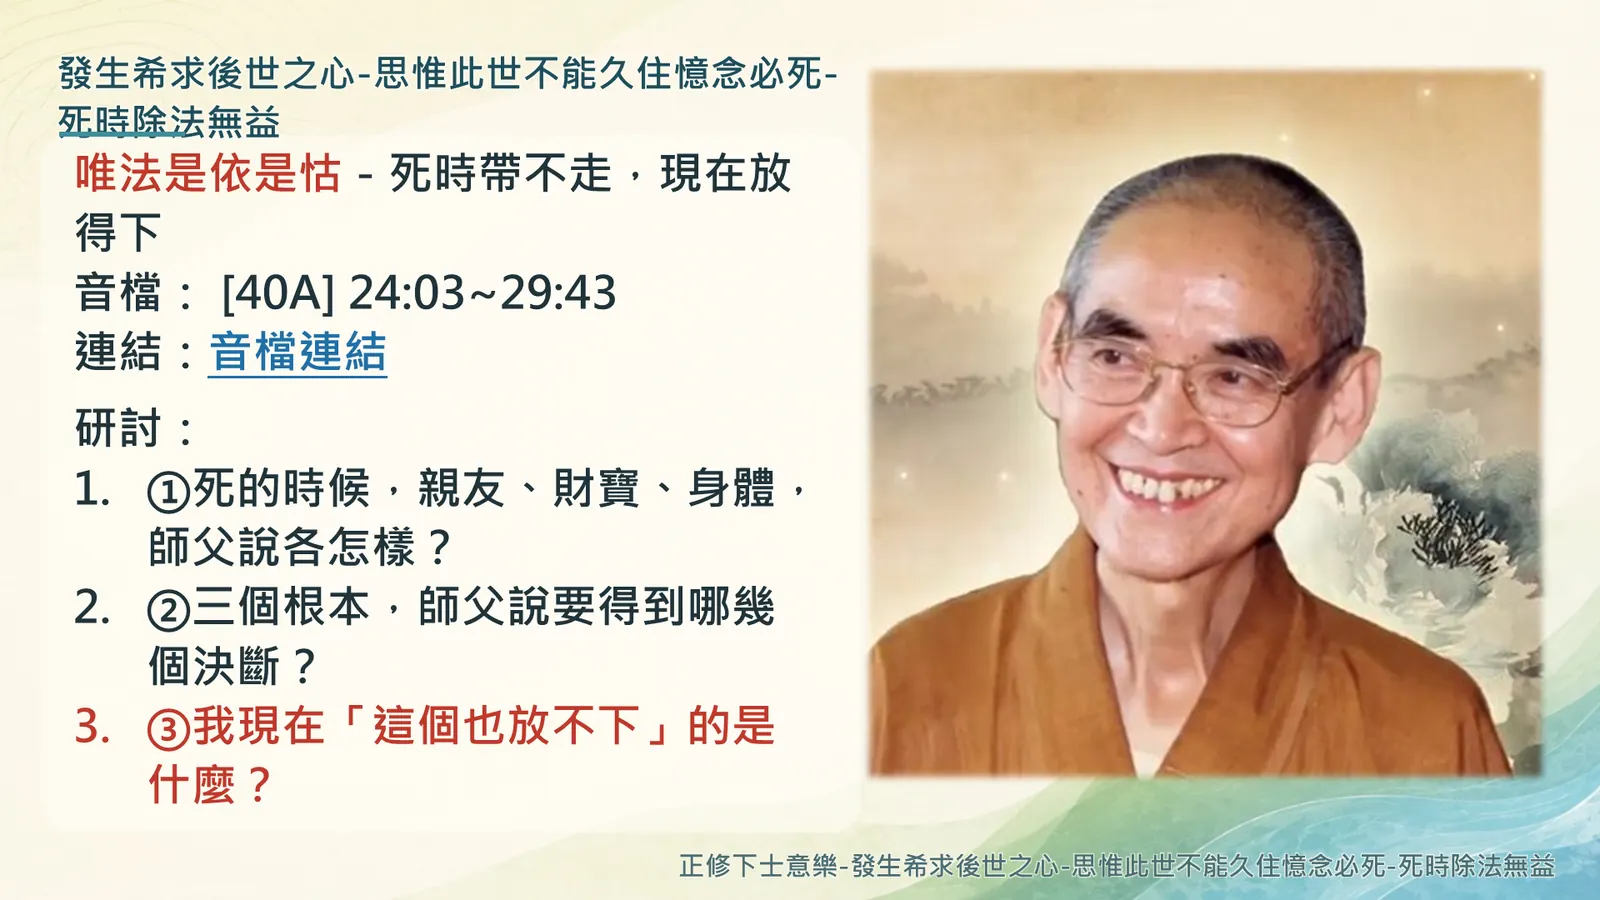 發生希求後世之心-思惟此世不能久住憶念必死-
死時除法無益
唯法是依是怙 - 死時帶不走，現在放
得下
音檔： [40A] 24:03~29:43
連結：音檔連結
研討：
1. ①死的時候，親友、財寶、身體，
師父說各怎樣？
2. ②三個根本，師父說要得到哪幾
個決斷？
3. ③我現在「這個也放不下」的是
什麼？
正修下士意樂-發生希求後世之心-思惟此世不能久住憶念必死-死時除法無益